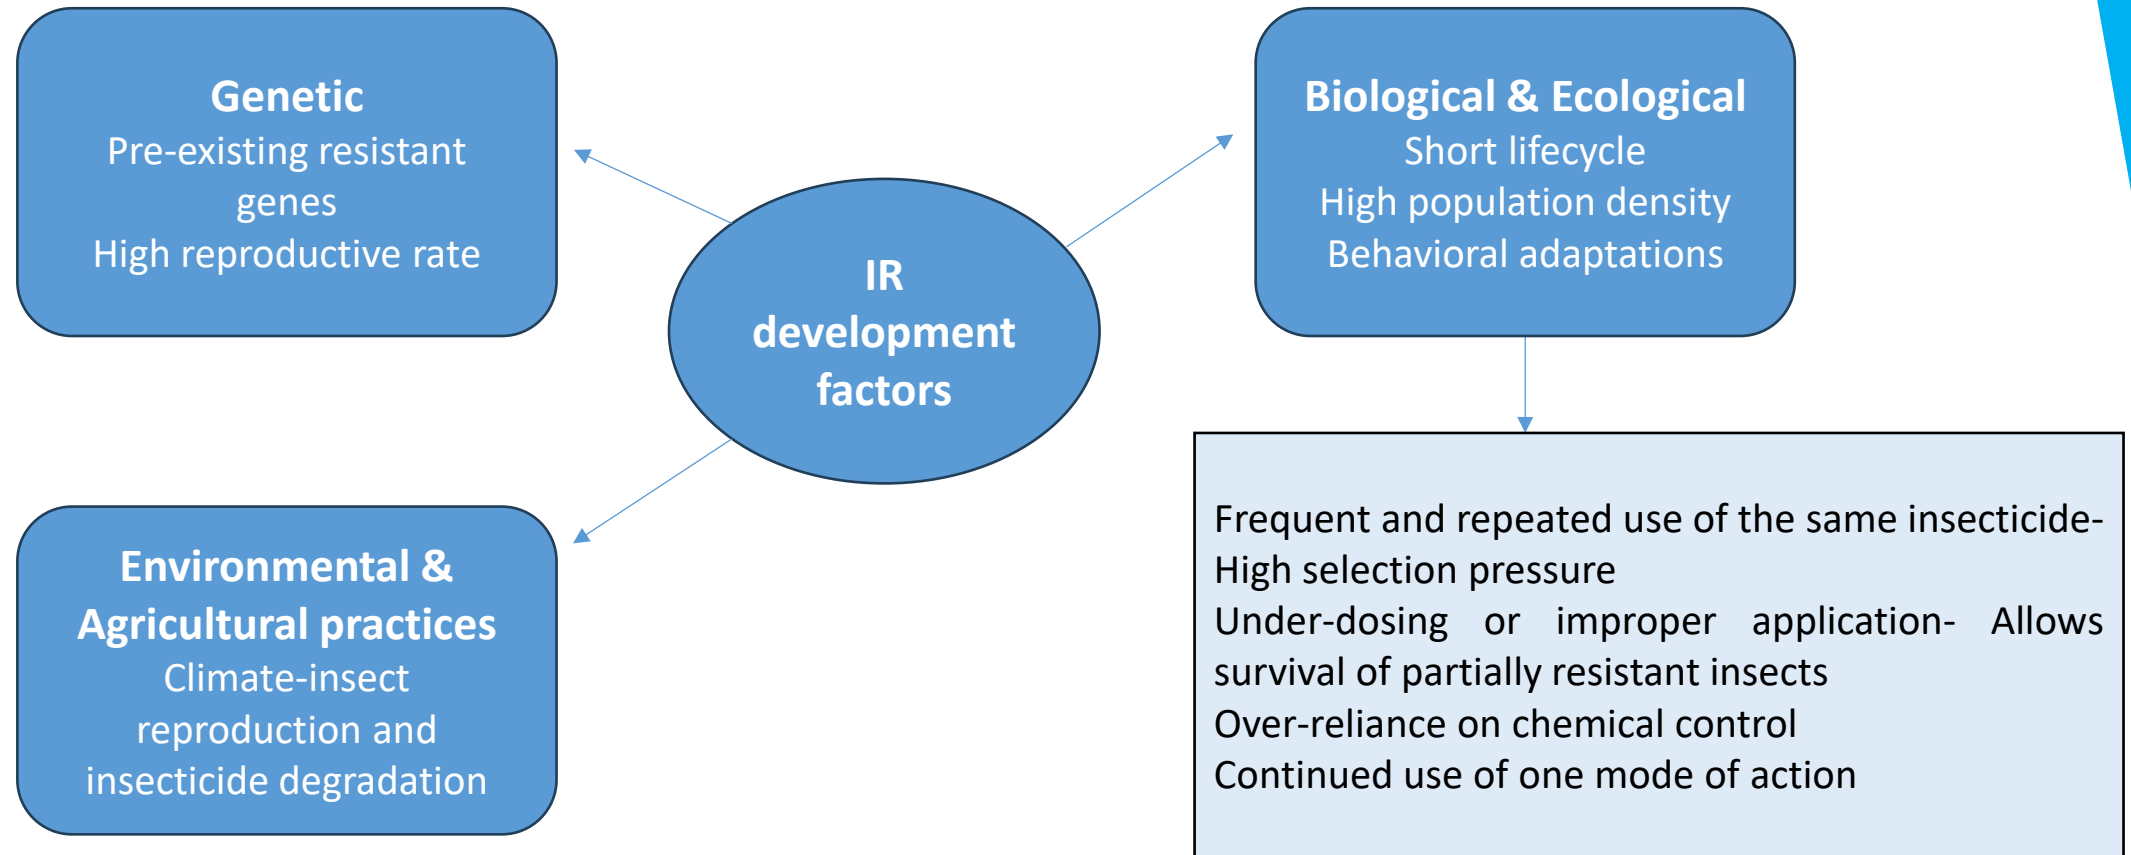 Genetic
Pre-existing resistant
genes
High reproductive rate
Biological & Ecological
Short lifecycle
High population density
Behavioral adaptations
IR
development
factors
Environmental &
Agricultural practices
Climate-insect
reproduction and
insecticide degradation
Frequent and repeated use of the same insecticide-
High selection pressure
Under-dosing or improper application- Allows
survival of partially resistant insects
Over-reliance on chemical control
Continued use of one mode of action